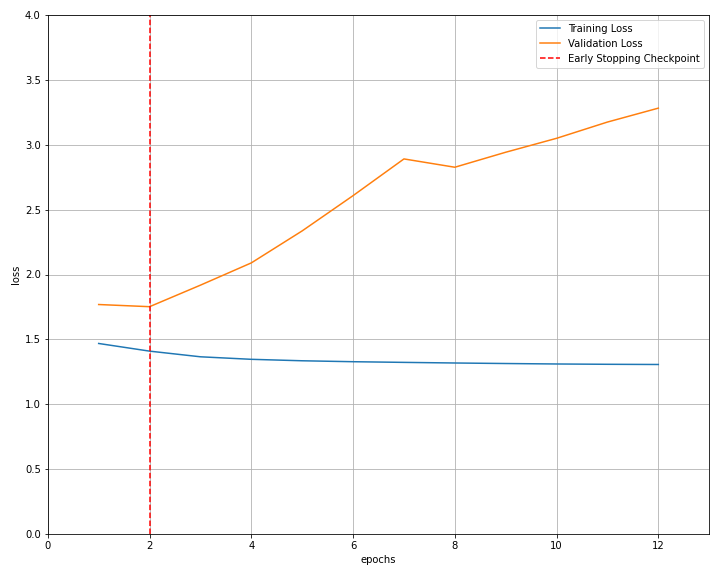 4.0
3.5
3.0
2.5
2.0
1.5
1.0
0.5
0.0
loss
Training Loss
Validation Loss
Early Stopping Checkpoint
0 2 4 6 8 10 12
epochs